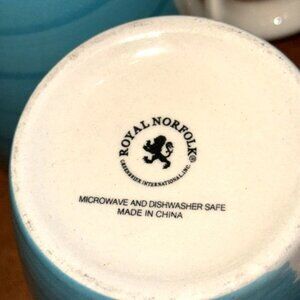 ROYAL NORFOLK®
GREENBRIER INTERNATIONAL, INC.
MICROWAVE AND DISHWASHER SAFE
MADE IN CHINA